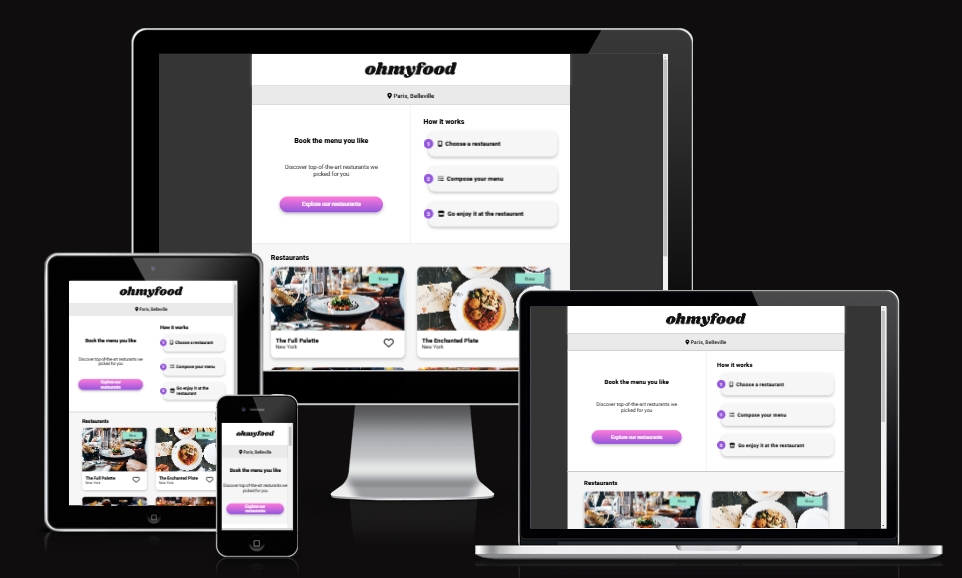 ohmyfood
Paris, Belleville
Book the menu you like
Discover top-of-the-art resturants we
picked for you
Explore our restaurants
How it works
1 Choose a restaurant
2 Compose your menu
3 Go enjoy it at the restaurant
Restaurants
New
New
The Full Palette
New York
The Enchanted Plate
New York
ohmyfood
Paris, Belleville
Book the menu you like
Discover top-of-the-art resturants we
picked for you
Explore our
restaurants
How it works
1 Choose a restaurant
2 Compose your menu
3 Go enjoy it at the
restaurant
Restaurants
New
New
The Full Palette
New York
The Enchanted Plate
New York
ohmyfood
Paris, Belleville
Book the menu you like
Discover top-of-the-art resturants we
picked for you
Explore our
restaurants
ohmyfood
Paris, Belleville
Book the menu you like
Discover top-of-the-art resturants we
picked for you
Explore our restaurants
How it works
1 Choose a restaurant
2 Compose your menu
3 Go enjoy it at the restaurant
Restaurants
New
New